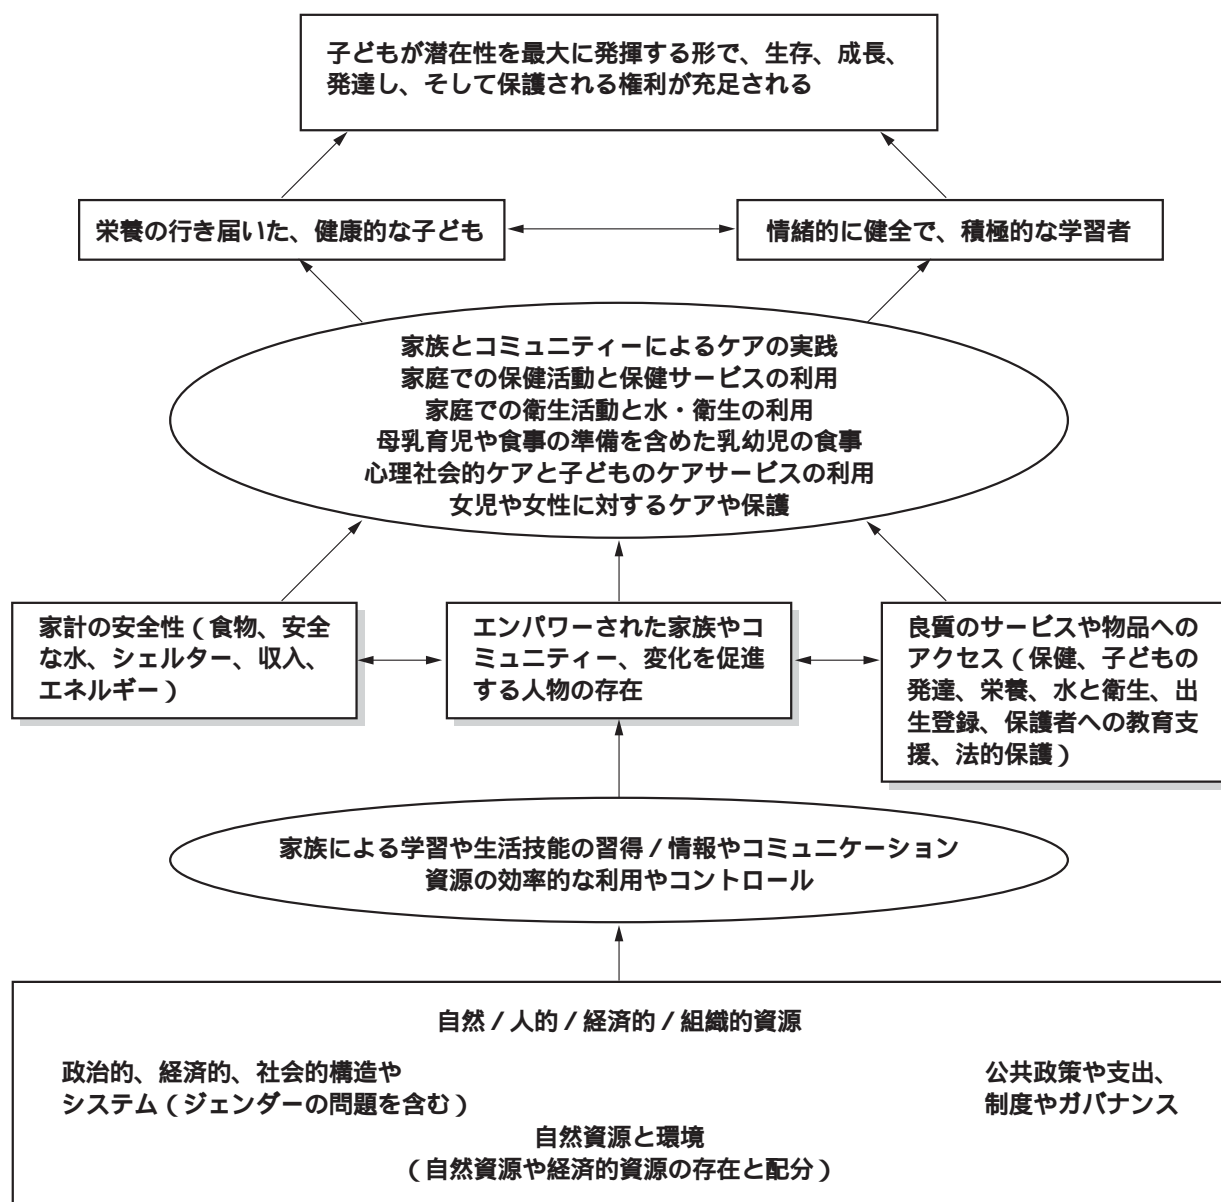 子どもが潜在性を最大に発揮する形で、生存、成長、
発達し、そして保護される権利が充足される
栄養の行き届いた、健康的な子ども
情緒的に健全で、積極的な学習者
家族とコミュニティーによるケアの実践
家庭での保健活動と保健サービスの利用
家庭での衛生活動と水・衛生の利用
母乳育児や食事の準備を含めた乳幼児の食事
心理社会的ケアと子どものケアサービスの利用
女児や女性に対するケアや保護
家計の安全性（食物、安全
な水、シェルター、収入、
エネルギー）
エンパワーされた家族やコ
ミュニティー、変化を促進
する人物の存在
良質のサービスや物品への
アクセス（保健、子どもの
発達、栄養、水と衛生、出
生登録、保護者への教育支
援、法的保護）
家族による学習や生活技能の習得 / 情報やコミュニケーション
資源の効率的な利用やコントロール
自然 / 人的 / 経済的 / 組織的資源
政治的、経済的、社会的構造や
システム（ジェンダーの問題を含む）
公共政策や支出、
制度やガバナンス
自然資源と環境
（自然資源や経済的資源の存在と配分）